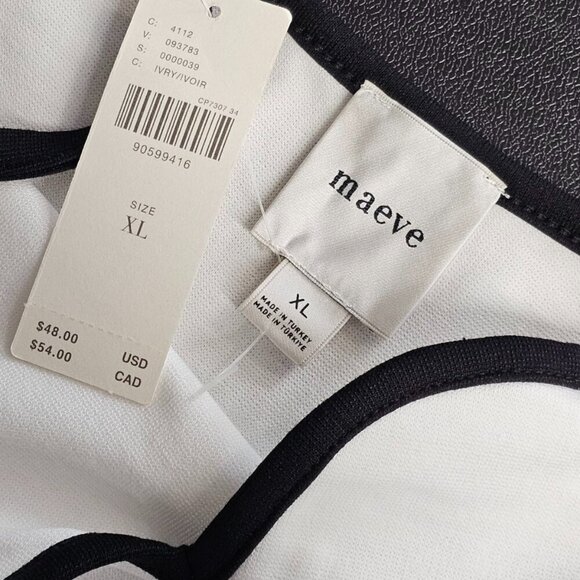 C: 4112
V: 093783
S: 0000039
C: IVRY/IVOIR
CP7307 34
90599416
SIZE
XL
$48.00 USD
$54.00 CAD
maeve
XL
MADE IN TURKEY
MADE IN TÜRKIYE